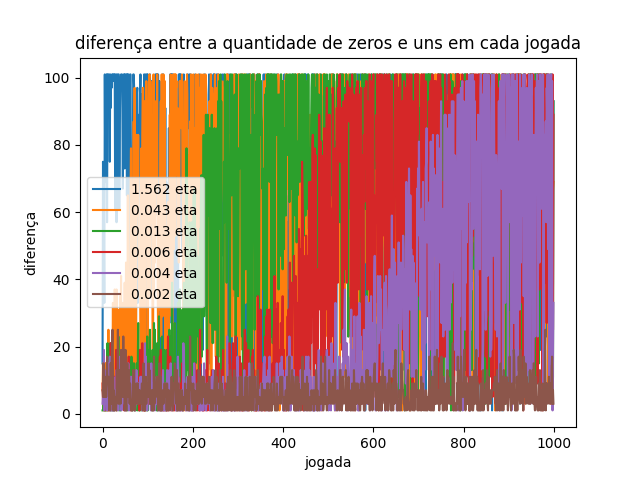 diferença entre a quantidade de zeros e uns em cada jogada
100
80
60
40
20
0
diferença
1.562 eta
0.043 eta
0.013 eta
0.006 eta
0.004 eta
0.002 eta
0 200 400 600 800 1000
jogada